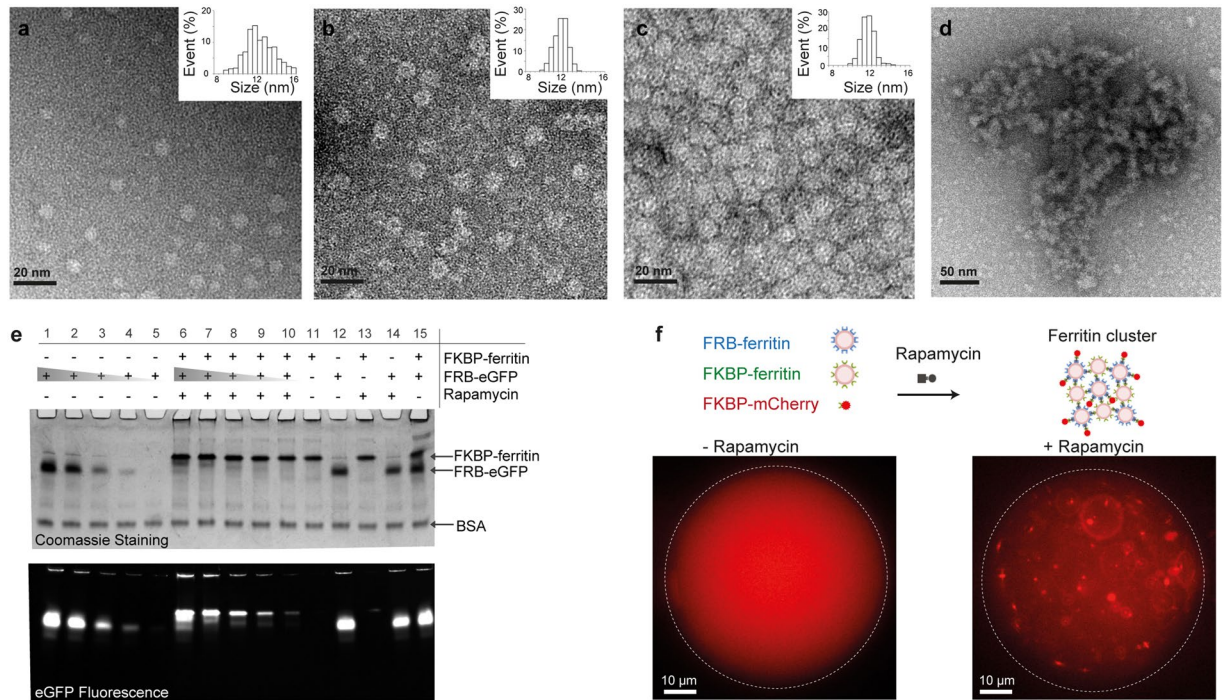 a
Event (%)
20
10
0
8 12 16
Size (nm)
20 nm
b
Event (%)
30
20
10
0
8 12 16
Size (nm)
20 nm
c
Event (%)
30
20
10
0
8 12 16
Size (nm)
20 nm
d
50 nm
e
1 2 3 4 5 6 7 8 9 10 11 12 13 14 15
- - - - - + + + + + + - + - + FKBP-ferritin
+ + + + + + + + + + - + - + + FRB-eGFP
- - - - - + + + + + - - + + - Rapamycin
FKBP-ferritin
FRB-eGFP
BSA
Coomassie Staining
eGFP Fluorescence
f
FRB-ferritin
FKBP-ferritin
FKBP-mCherry
Rapamycin
Ferritin cluster
- Rapamycin
+ Rapamycin
10 µm
10 µm